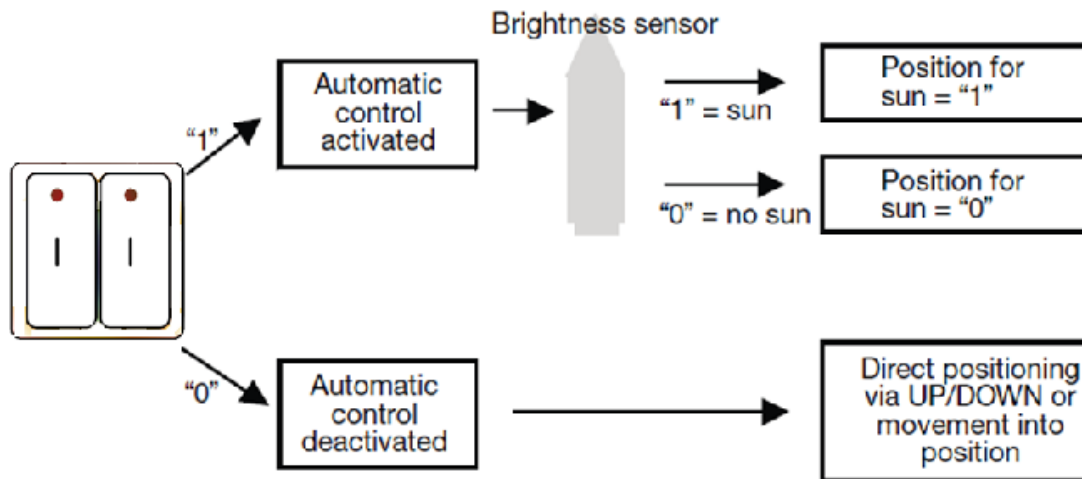 Brightness sensor
“1”
Automatic
control
activated
“1” = sun
Position for
sun = “1”
“0” = no sun
Position for
sun = “0”
“0”
Automatic
control
deactivated
Direct positioning
via UP/DOWN or
movement into
position